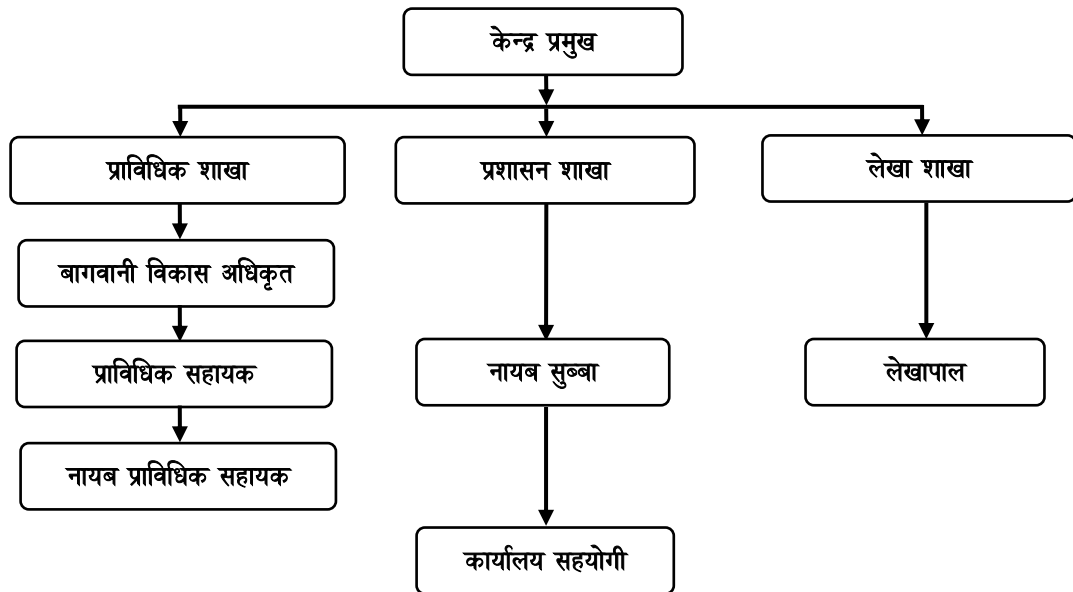 केन्द्र प्रमुख
प्राविधिक शाखा
प्रशासन शाखा
लेखा शाखा
बागवानी विकास अधिकृत
प्राविधिक सहायक
नायब सुब्बा
लेखापाल
नायब प्राविधिक सहायक
कार्यालय सहयोगी